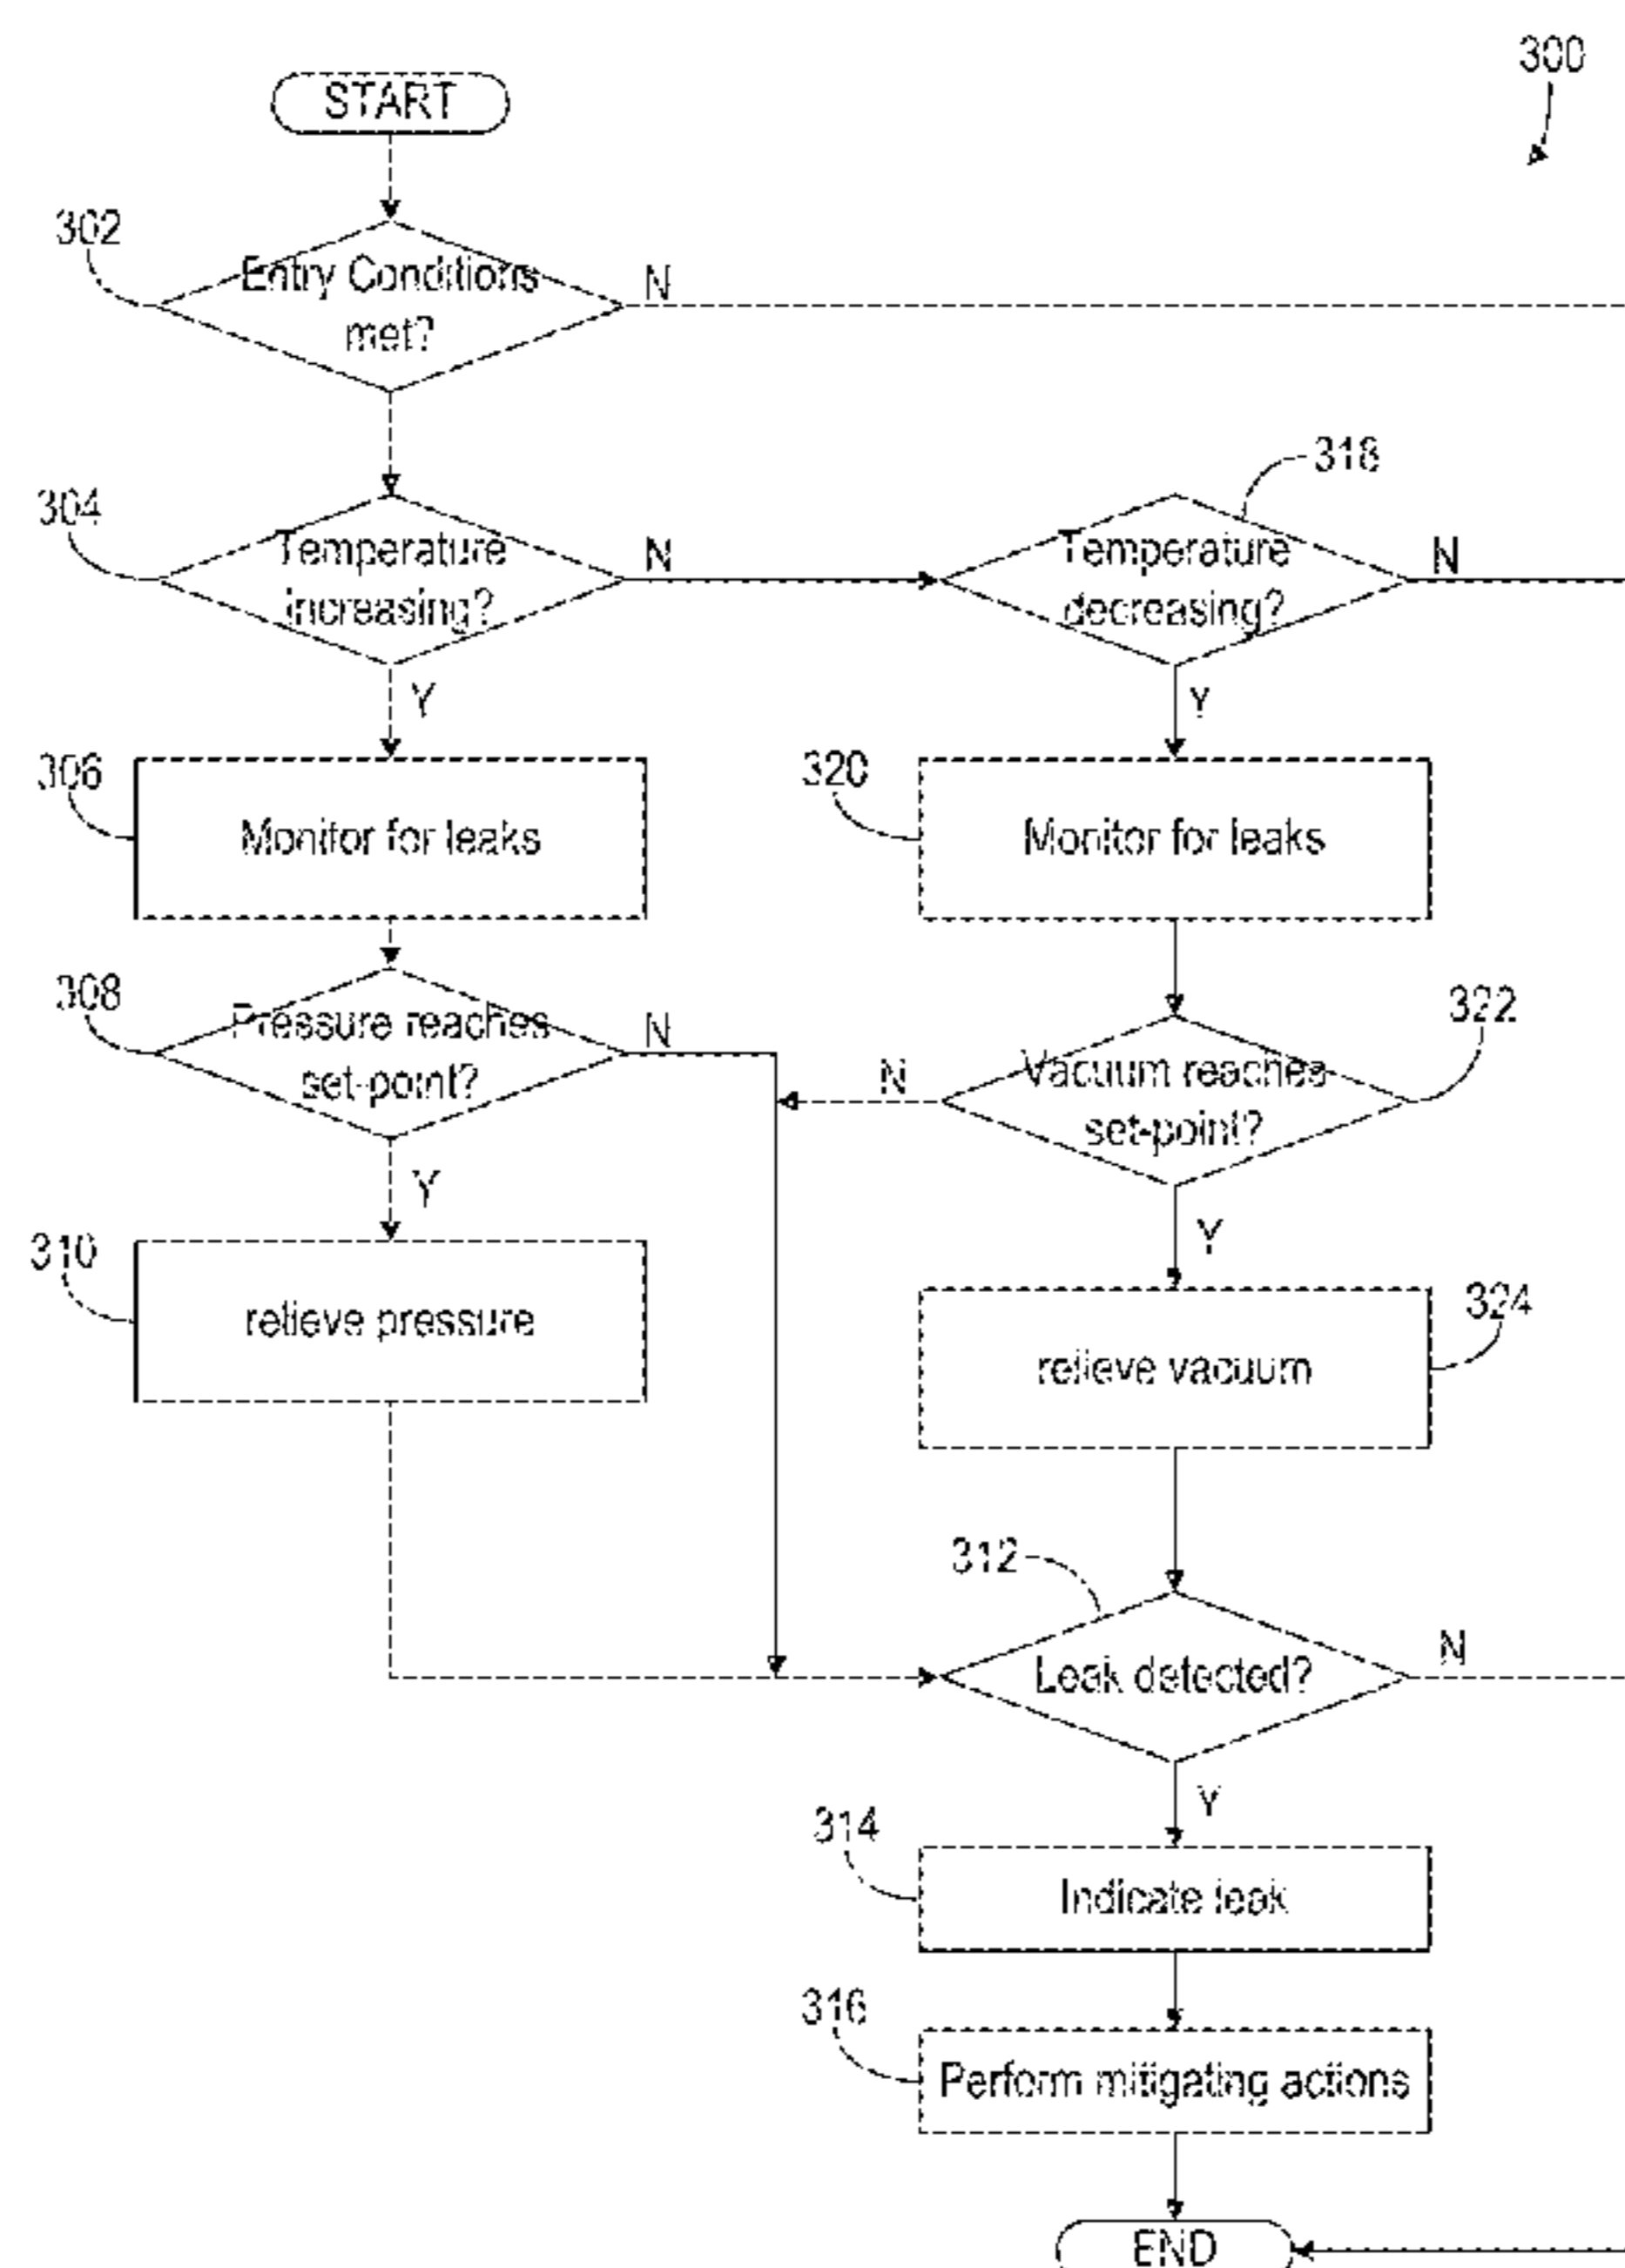 300
START
302
Entry Conditions
met?
N
304
Temperature
increasing?
N
318
Temperature
decreasing?
N
Y
Y
306
Monitor for leaks
320
Monitor for leaks
308
Pressure reaches
set-point?
N
322
Vacuum reaches
set-point?
N
Y
Y
310
relieve pressure
324
relieve vacuum
312
Leak detected?
N
Y
314
Indicate leak
316
Perform mitigating actions
END